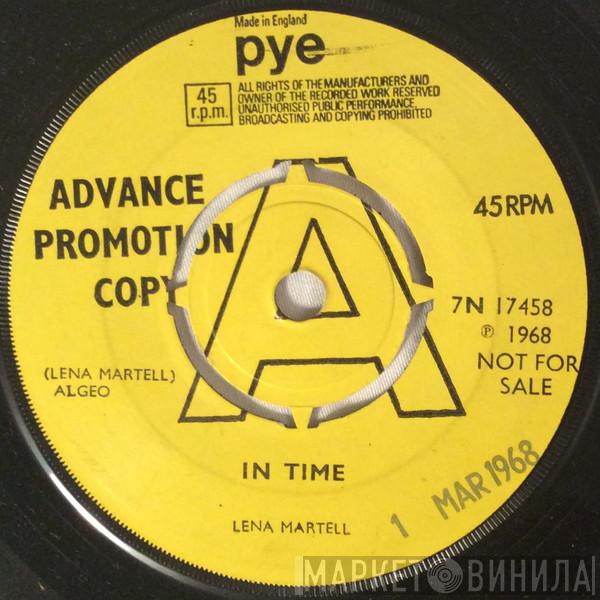 Made in England
pye
45
r.p.m.
ALL RIGHTS OF THE MANUFACTURERS AND
OWNER OF THE RECORDED WORK RESERVED
UNAUTHORISED PUBLIC PERFORMANCE,
BROADCASTING AND COPYING PROHIBITED
ADVANCE
PROMOTION
COPY
A
45 RPM
7N 17458
℗ 1968
NOT FOR
SALE
(LENA MARTELL)
ALGEO
IN TIME
LENA MARTELL
1 MAR 1968
МАРКЕТ ВИНИЛА